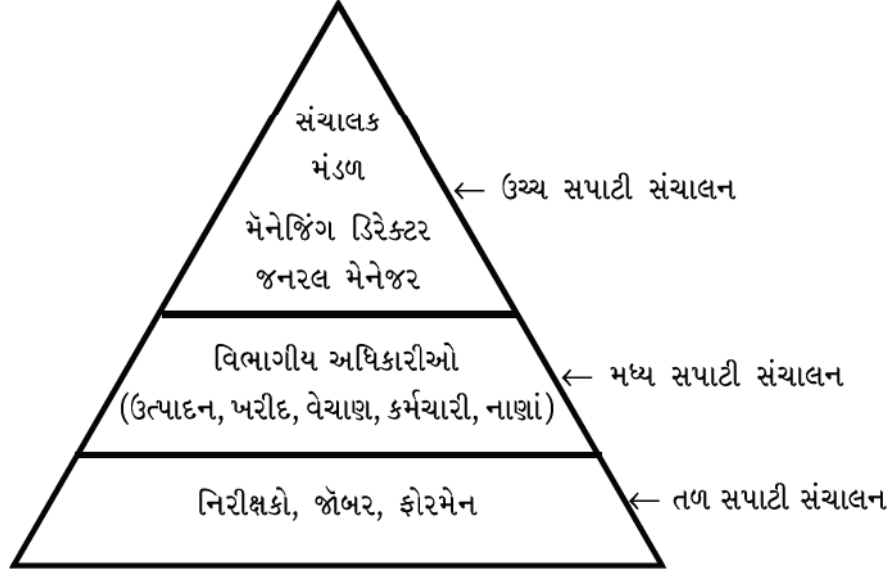 સંચાલક
મંડળ
← ઉચ્ચ સપાટી સંચાલન
મૅનેજિંગ ડિરેક્ટર
જનરલ મેનેજર
વિભાગીય અધિકારીઓ
← મધ્ય સપાટી સંચાલન
(ઉત્પાદન, ખરીદ, વેચાણ, કર્મચારી, નાણાં)
નિરીક્ષકો, જૉબર, ફોરમેન
← તળ સપાટી સંચાલન